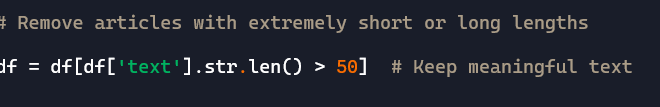 # Remove articles with extremely short or long lengths
df = df[df['text'].str.len() > 50]  # Keep meaningful text